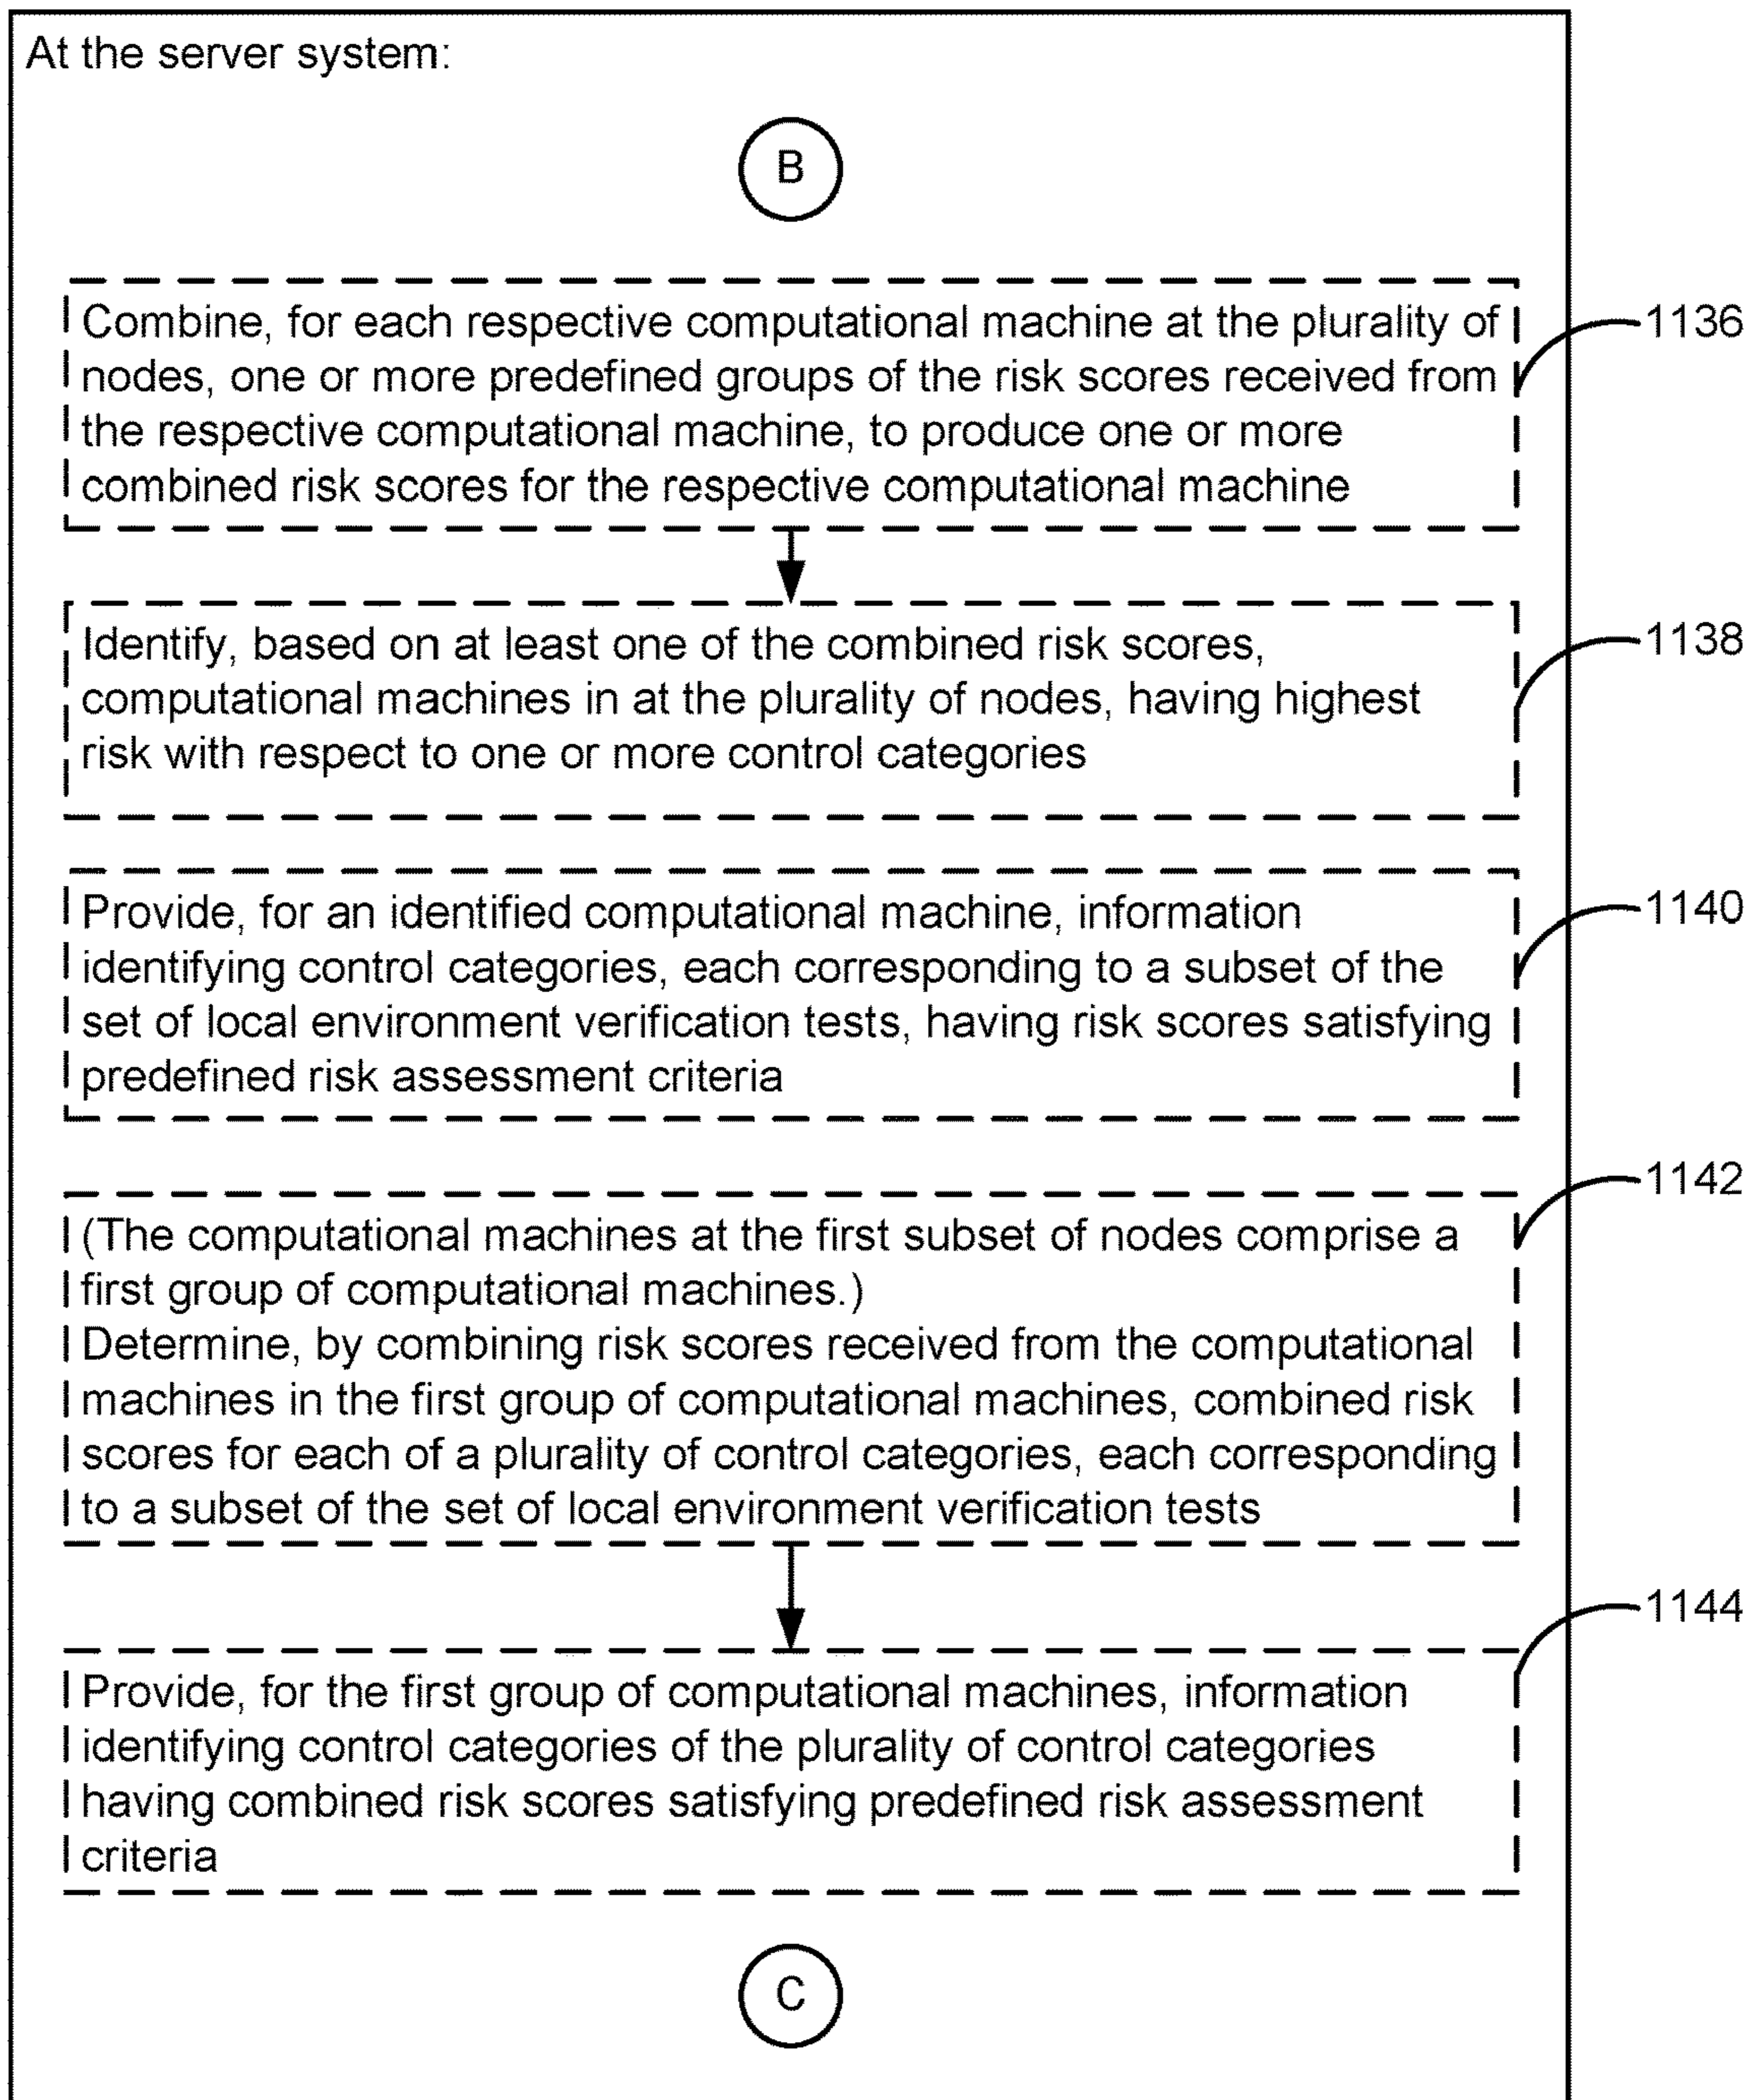 At the server system:
B
Combine, for each respective computational machine at the plurality of
nodes, one or more predefined groups of the risk scores received from
the respective computational machine, to produce one or more
combined risk scores for the respective computational machine
1136
Identify, based on at least one of the combined risk scores,
computational machines in at the plurality of nodes, having highest
risk with respect to one or more control categories
1138
Provide, for an identified computational machine, information
identifying control categories, each corresponding to a subset of the
set of local environment verification tests, having risk scores satisfying
predefined risk assessment criteria
1140
(The computational machines at the first subset of nodes comprise a
first group of computational machines.)
Determine, by combining risk scores received from the computational
machines in the first group of computational machines, combined risk
scores for each of a plurality of control categories, each corresponding
to a subset of the set of local environment verification tests
1142
Provide, for the first group of computational machines, information
identifying control categories of the plurality of control categories
having combined risk scores satisfying predefined risk assessment
criteria
1144
C